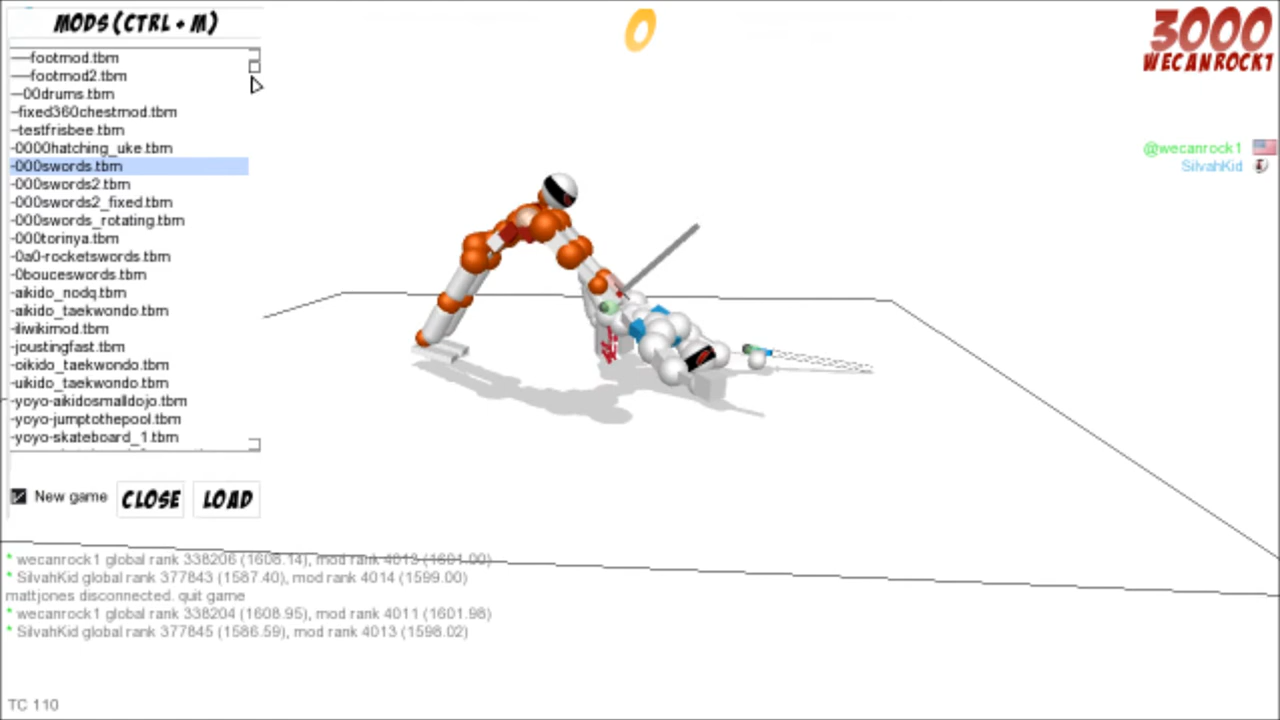 MODS (CTRL + M)
---footmod.tbm
---footmod2.tbm
--00drums.tbm
-fixed360chestmod.tbm
-testfrisbee.tbm
-0000hatching_uke.tbm
-000swords.tbm
-000swords2.tbm
-000swords2_fixed.tbm
-000swords_rotating.tbm
-000torinya.tbm
-0a0-rocketswords.tbm
-0bouceswords.tbm
-aikido_nodq.tbm
-aikido_taekwondo.tbm
-iliwikimod.tbm
-joustingfast.tbm
-oikido_taekwondo.tbm
-uikido_taekwondo.tbm
-yoyo-aikidosmalldojo.tbm
-yoyo-jumptothepool.tbm
-yoyo-skateboard_1.tbm
New game
CLOSE
LOAD
0
3000
WECANROCK1
@wecanrock1
SilvahKid
* wecanrock1 global rank 338206 (1608.14), mod rank 4013 (1601.00)
* SilvahKid global rank 377843 (1587.40), mod rank 4014 (1599.00)
mattjones disconnected. quit game
* wecanrock1 global rank 338204 (1608.95), mod rank 4011 (1601.98)
* SilvahKid global rank 377845 (1586.59), mod rank 4013 (1598.02)
TC 110